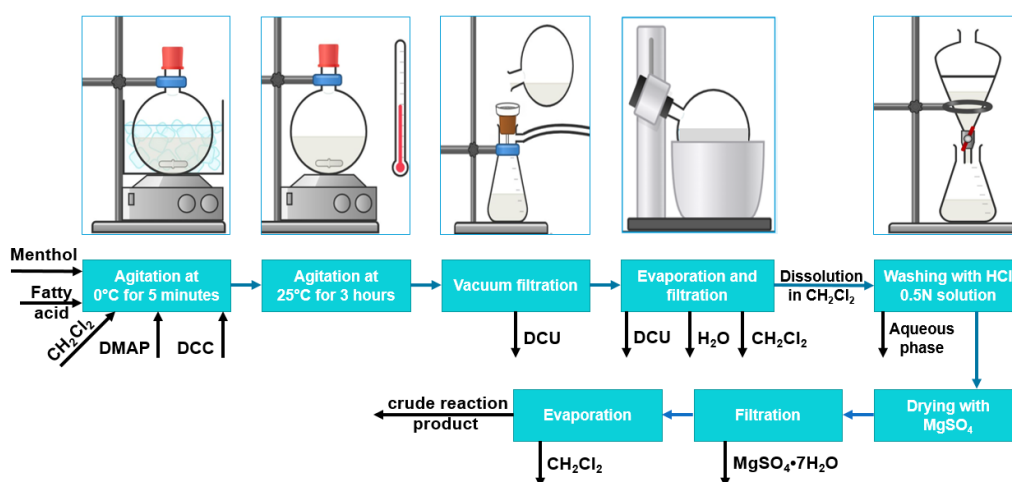 Menthol
Fatty
acid
CH₂Cl₂
DMAP
DCC
Agitation at
0°C for 5 minutes
Agitation at
25°C for 3 hours
Vacuum filtration
DCU
Evaporation and
filtration
DCU
H₂O
CH₂Cl₂
Dissolution
in CH₂Cl₂
Washing with HCl
0.5N solution
Aqueous
phase
Drying with
MgSO₄
Filtration
MgSO₄•7H₂O
Evaporation
CH₂Cl₂
crude reaction
product